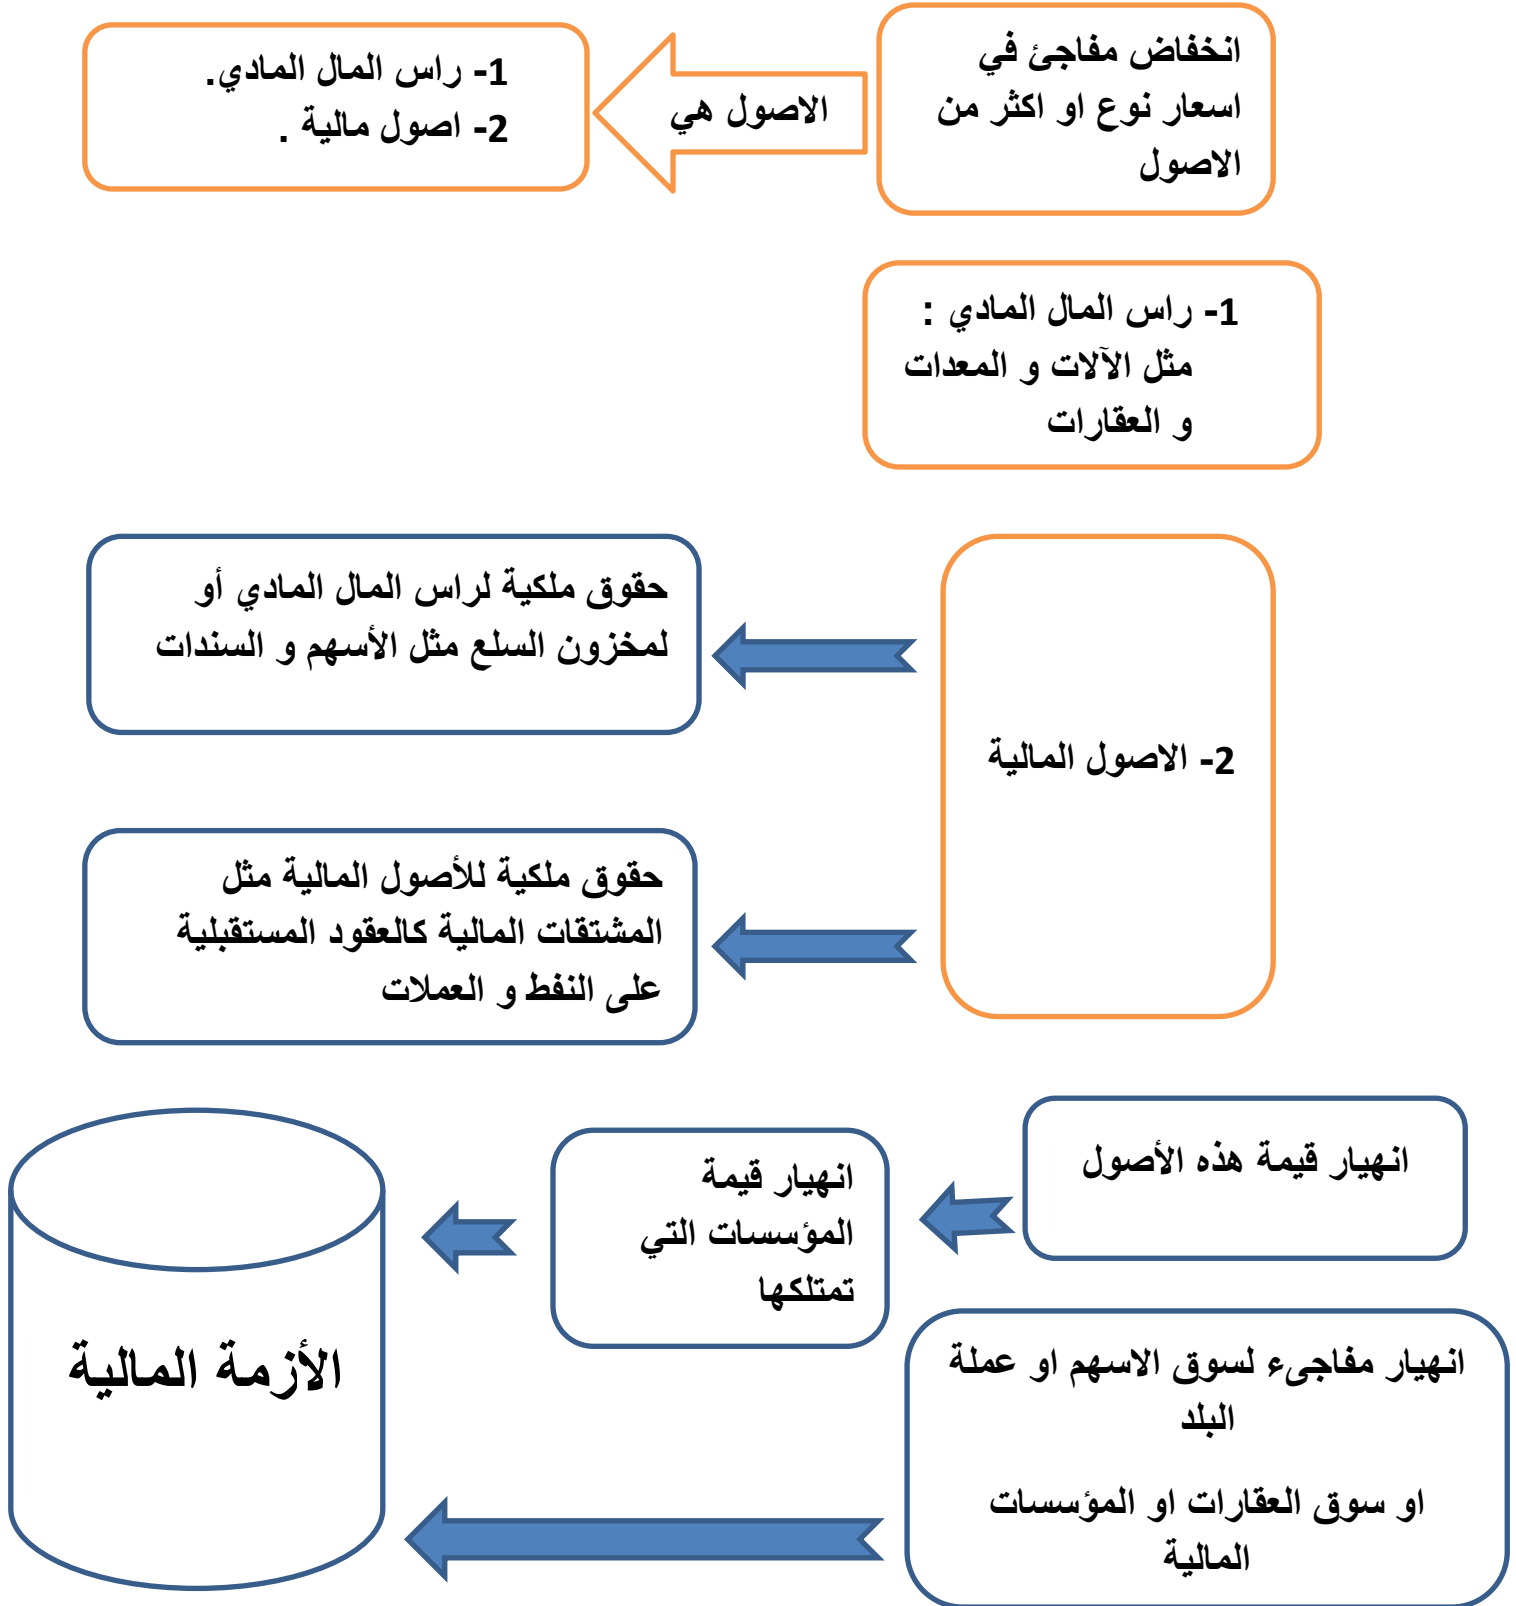 انخفاض مفاجئ في
اسعار نوع او اكثر من
الاصول
الاصول هي
1- راس المال المادي.
2- اصول مالية .
1- راس المال المادي :
مثل الآلات و المعدات
و العقارات
2- الاصول المالية
حقوق ملكية لراس المال المادي أو
لمخزون السلع مثل الأسهم و السندات
حقوق ملكية للأصول المالية مثل
المشتقات المالية كالعقود المستقبلية
على النفط و العملات
انهيار قيمة هذه الأصول
انهيار قيمة
المؤسسات التي
تمتلكها
الأزمة المالية
انهيار مفاجىء لسوق الاسهم او عملة
البلد
او سوق العقارات او المؤسسات
المالية